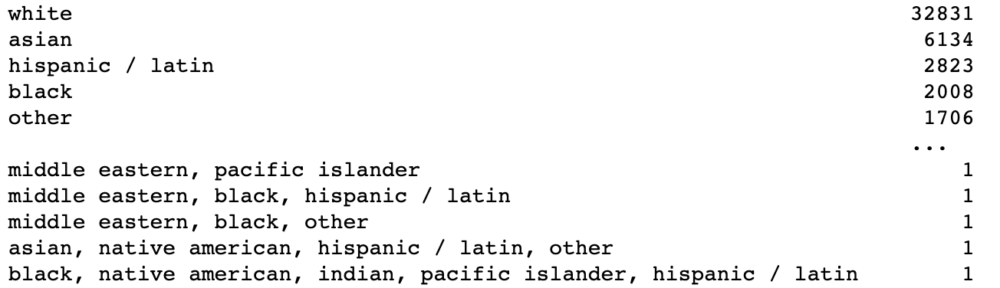 white 32831
asian 6134
hispanic / latin 2823
black 2008
other 1706
...
middle eastern, pacific islander 1
middle eastern, black, hispanic / latin 1
middle eastern, black, other 1
asian, native american, hispanic / latin, other 1
black, native american, indian, pacific islander, hispanic / latin 1